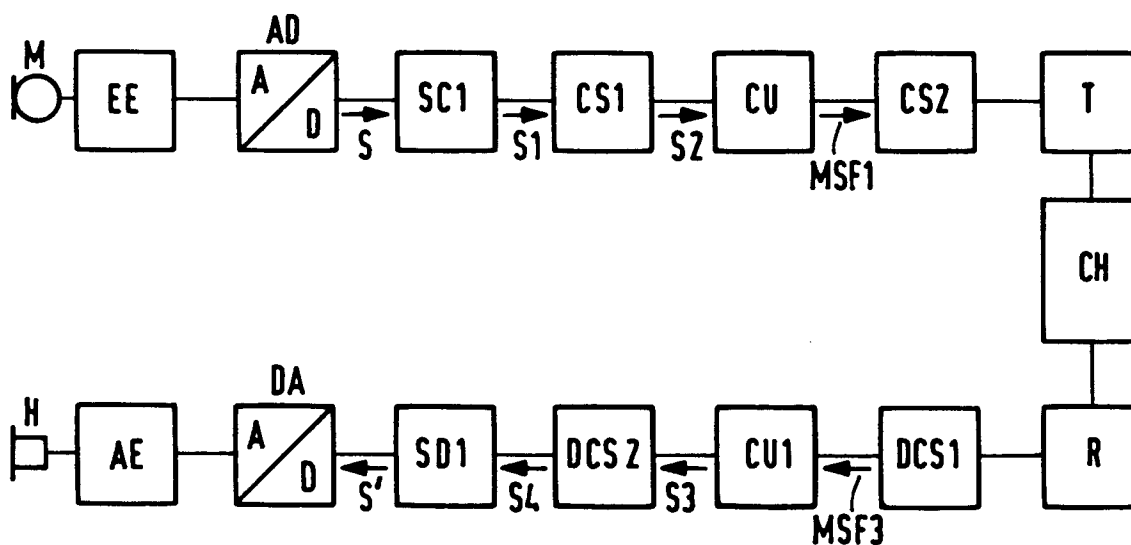 M
EE
AD
A
D
S
SC1
S1
CS1
S2
CU
MSF1
CS2
T
CH
H
AE
DA
A
D
S'
SD1
S4
DCS2
S3
CU1
MSF3
DCS1
R